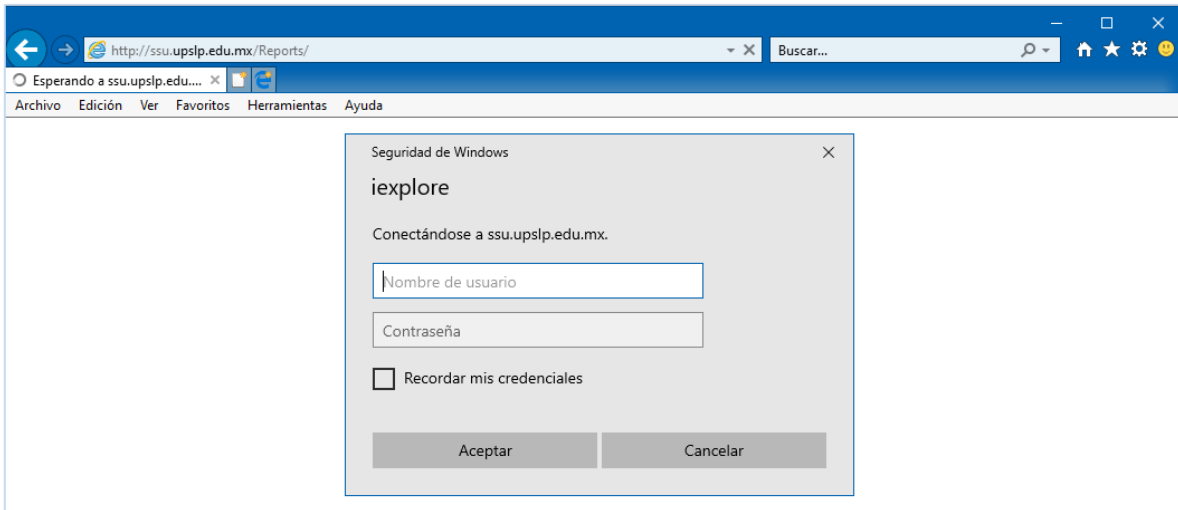 http://ssu.upslp.edu.mx/Reports/
Buscar...
Esperando a ssu.upslp.edu....
Archivo Edición Ver Favoritos Herramientas Ayuda
Seguridad de Windows
iexplore
Conectándose a ssu.upslp.edu.mx.
Nombre de usuario
Contraseña
Recordar mis credenciales
Aceptar Cancelar